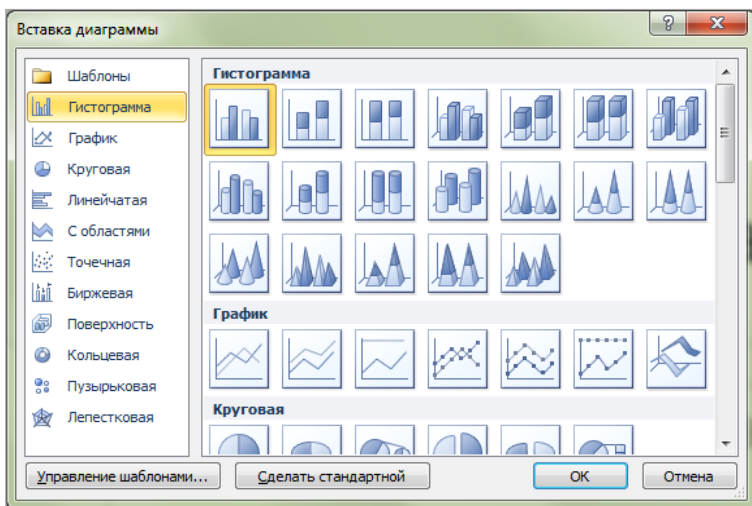 Вставка диаграммы
Шаблоны
Гистограмма
График
Круговая
Линейчатая
С областями
Точечная
Биржевая
Поверхность
Кольцевая
Пузырьковая
Лепестковая
Гистограмма
График
Круговая
Управление шаблонами...
Сделать стандартной
ОК
Отмена